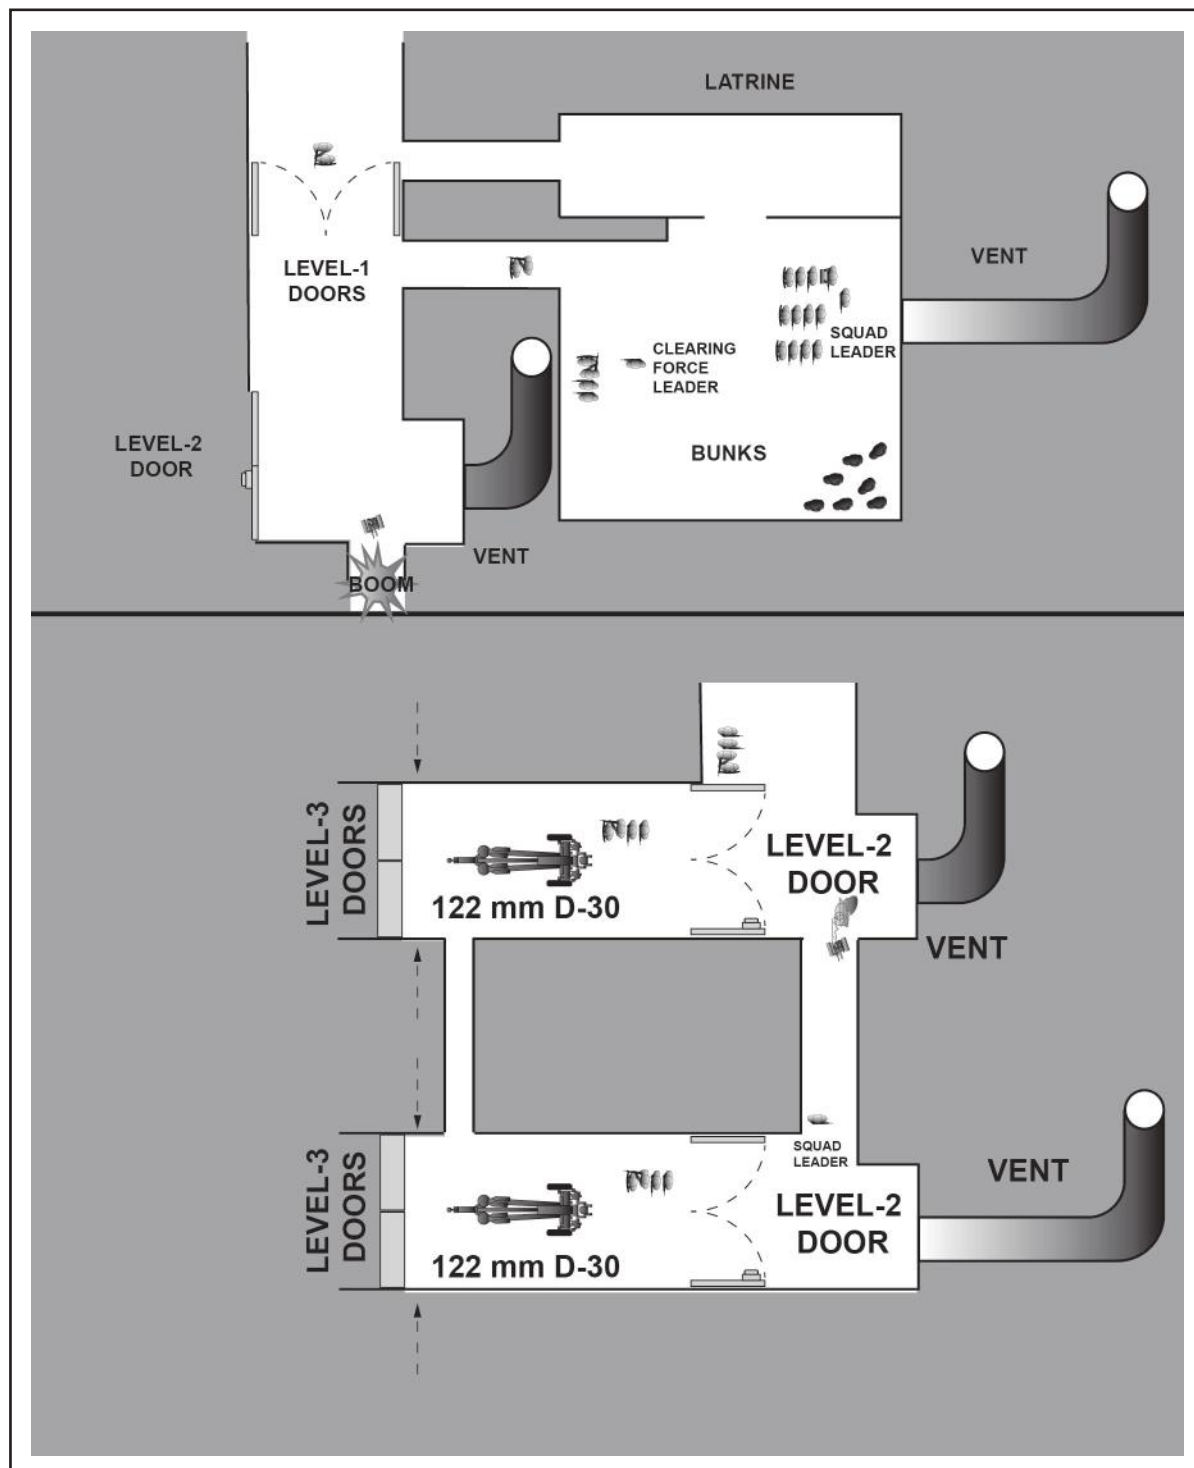 LATRINE
VENT
LEVEL-1
DOORS
SQUAD
LEADER
CLEARING
FORCE
LEADER
LEVEL-2
DOOR
BUNKS
VENT
BOOM
LEVEL-3
DOORS
LEVEL-2
DOOR
122 mm D-30
VENT
SQUAD
LEADER
LEVEL-3
DOORS
VENT
LEVEL-2
DOOR
122 mm D-30